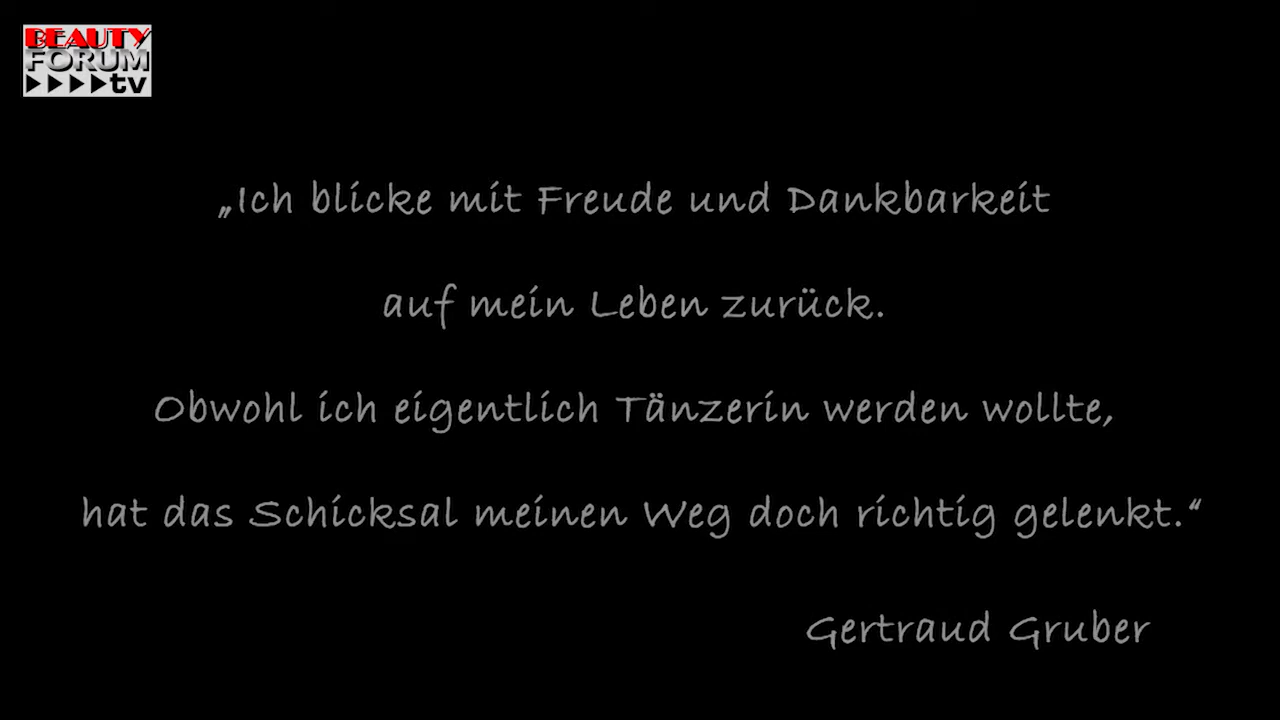 BEAUTY
FORUM
tv
„Ich blicke mit Freude und Dankbarkeit
auf mein Leben zurück.
Obwohl ich eigentlich Tänzerin werden wollte,
hat das Schicksal meinen Weg doch richtig gelenkt.“
Gertraud Gruber